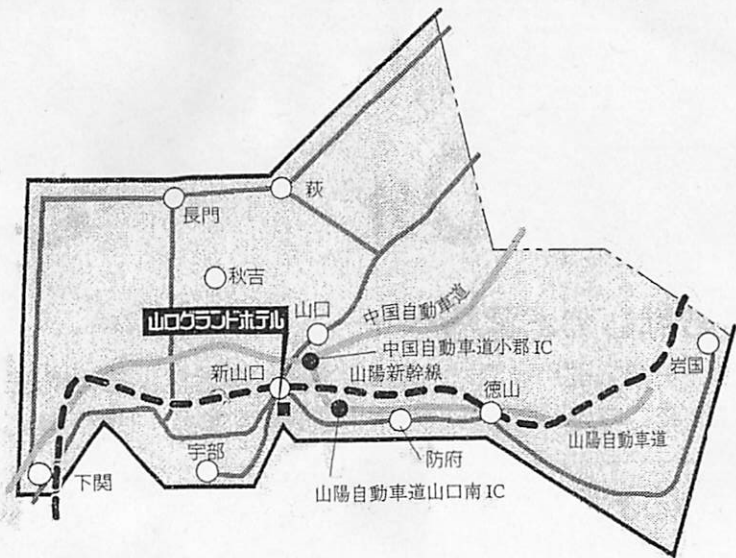 萩
長門
秋吉
山口グランドホテル
山口
中国自動車道
中国自動車道小郡 IC
新山口
山陽新幹線
徳山
岩国
山陽自動車道
防府
宇部
下関
山陽自動車道山口南 IC